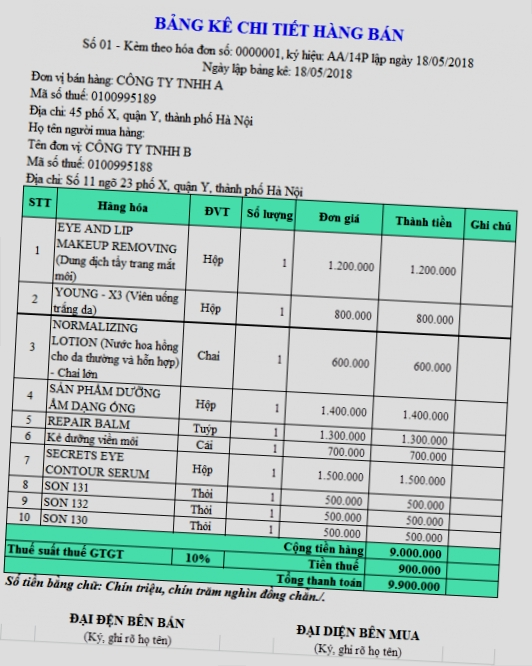 BẢNG KÊ CHI TIẾT HÀNG BÁN
Số 01 - Kèm theo hóa đơn số: 0000001, ký hiệu: AA/14P lập ngày 18/05/2018
Ngày lập bảng kê: 18/05/2018
Đơn vị bán hàng: CÔNG TY TNHH A
Mã số thuế: 0100995189
Địa chỉ: 45 phố X, quận Y, thành phố Hà Nội
Họ tên người mua hàng:
Tên đơn vị: CÔNG TY TNHH B
Mã số thuế: 0100995188
Địa chỉ: Số 11 ngõ 23 phố X, quận Y, thành phố Hà Nội
STT Hàng hóa ĐVT Số lượng Đơn giá Thành tiền Ghi chú
1 EYE AND LIP MAKEUP REMOVING (Dung dịch tẩy trang mắt môi) Hộp 1 1.200.000 1.200.000
2 YOUNG - X3 (Viên uống trắng da) Hộp 1 800.000 800.000
3 NORMALIZING LOTION (Nước hoa hồng cho da thường và hỗn hợp) - Chai lớn Chai 1 600.000 600.000
4 SẢN PHẨM DƯỠNG ẨM DẠNG ỐNG Hộp 1 1.400.000 1.400.000
5 REPAIR BALM Tuýp 1 1.300.000 1.300.000
6 Kẻ dưỡng viền môi Cái 1 700.000 700.000
7 SECRETS EYE CONTOUR SERUM Hộp 1 1.500.000 1.500.000
8 SON 131 Thỏi 1 500.000 500.000
9 SON 132 Thỏi 1 500.000 500.000
10 SON 130 Thỏi 1 500.000 500.000
Cộng tiền hàng 9.000.000
Thuế suất thuế GTGT 10% Tiền thuế 900.000
Tổng thanh toán 9.900.000
Số tiền bằng chữ: Chín triệu, chín trăm nghìn đồng chẵn./.
ĐẠI ĐỆN BÊN BÁN
(Ký, ghi rõ họ tên)
ĐẠI DIỆN BÊN MUA
(Ký, ghi rõ họ tên)